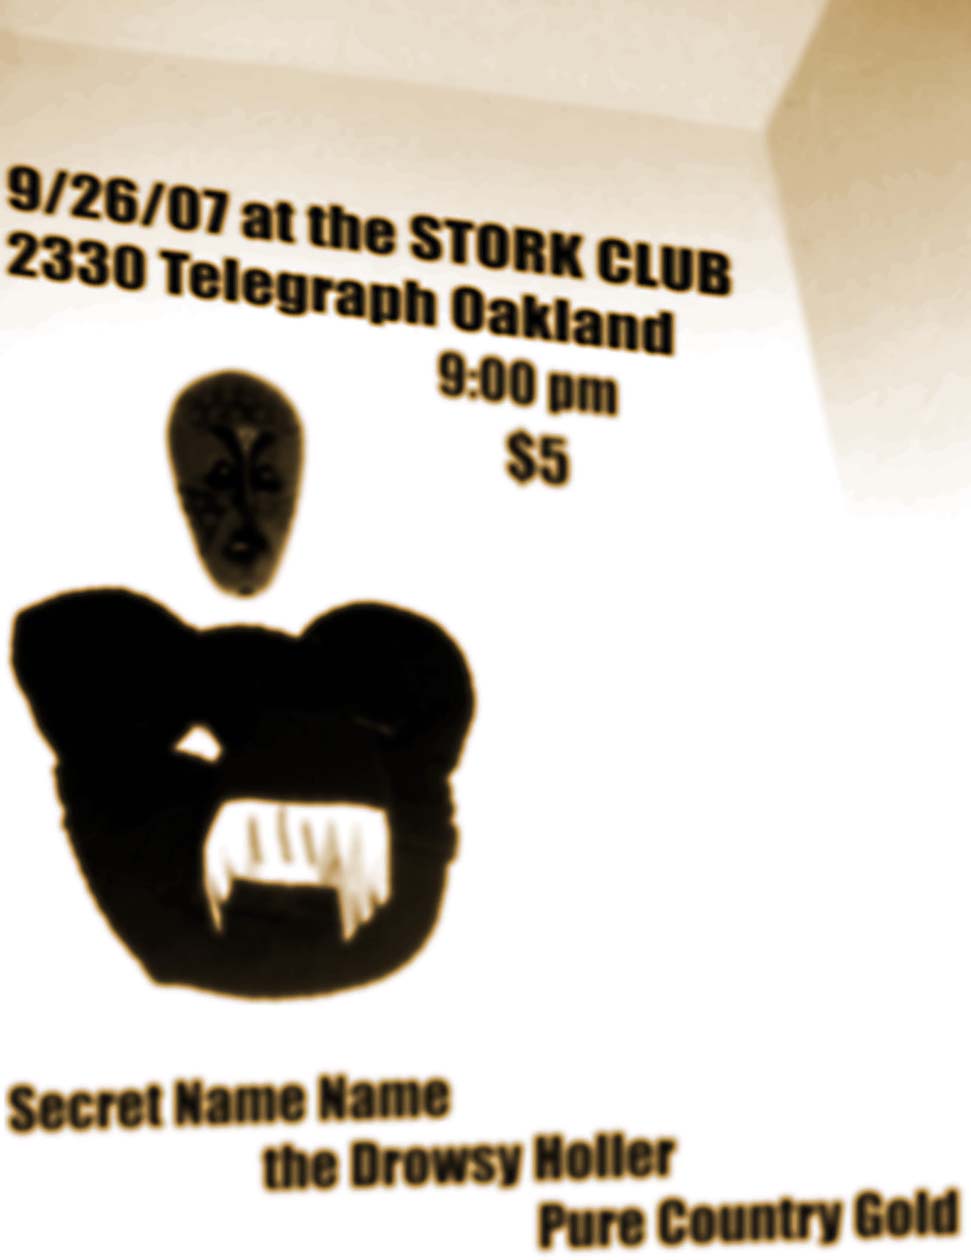 9/26/07 at the STORK CLUB
2330 Telegraph Oakland
9:00 pm
$5
Secret Name Name
the Drowsy Holler
Pure Country Gold